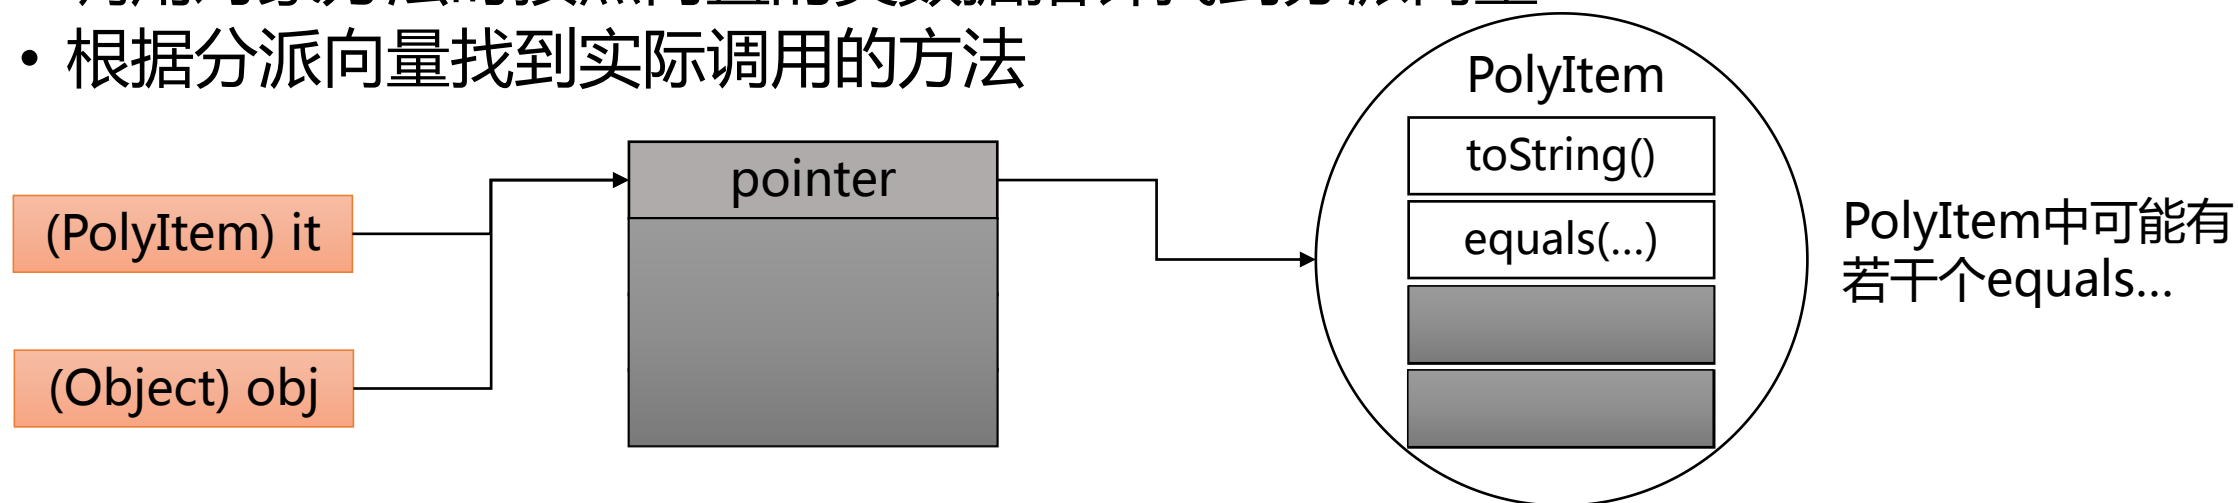 • 根据分派向量找到实际调用的方法
PolyItem
toString()
equals(...)
pointer
(PolyItem) it
(Object) obj
PolyItem中可能有
若干个equals...